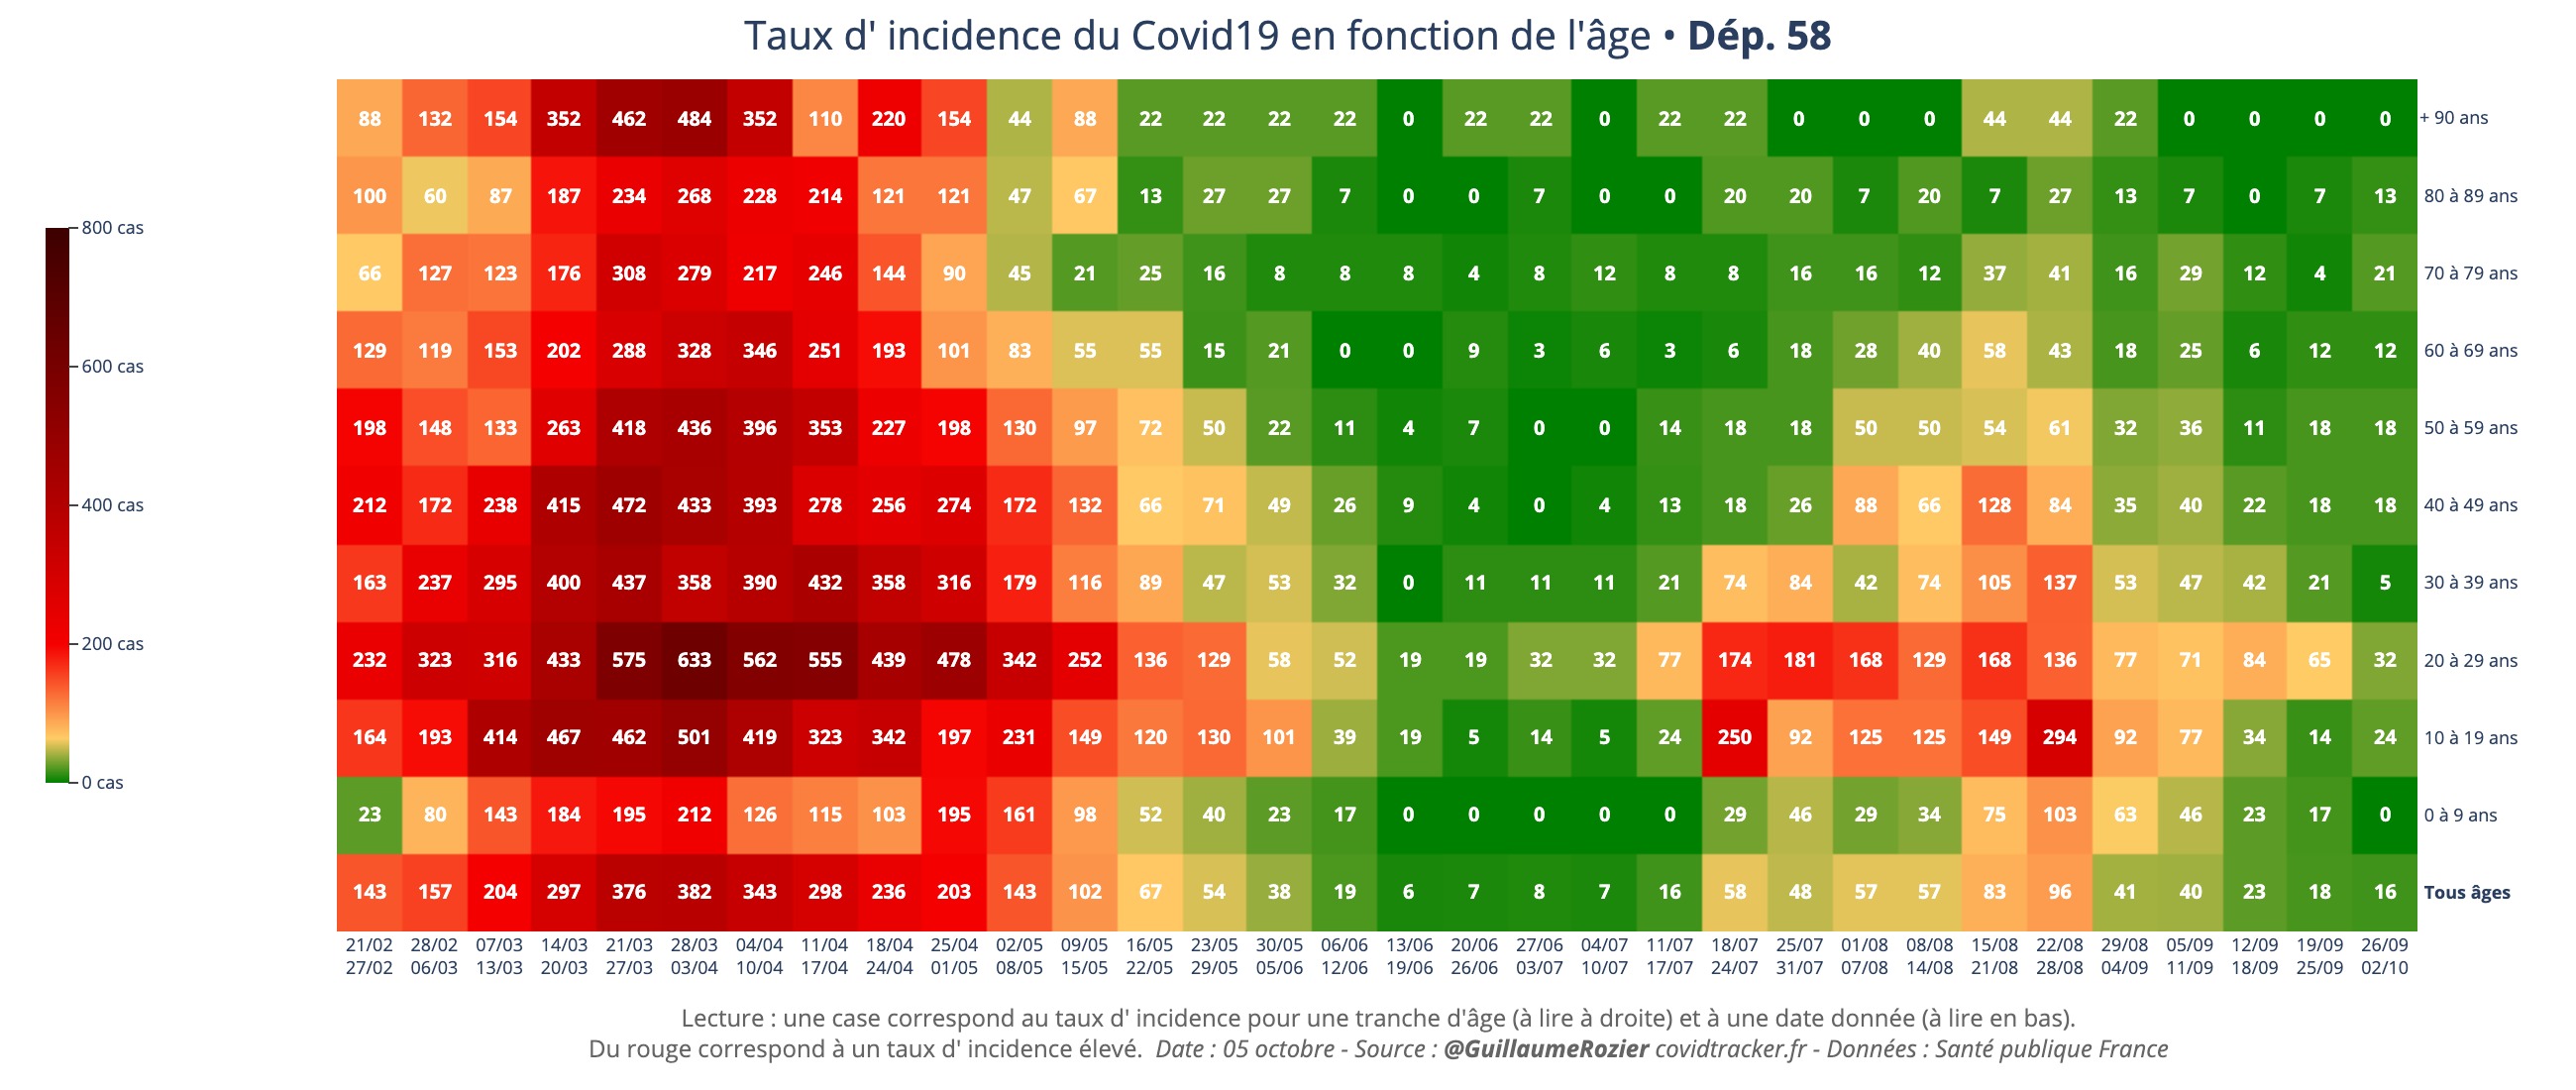 Taux d' incidence du Covid19 en fonction de l'âge • Dép. 58
88 132 154 352 462 484 352 110 220 154 44 88 22 22 22 22 0 22 22 0 22 22 0 0 0 44 44 22 0 0 0 0 + 90 ans
100 60 87 187 234 268 228 214 121 121 47 67 13 27 27 7 0 0 7 0 0 20 20 7 20 7 27 13 7 0 7 13 80 à 89 ans
66 127 123 176 308 279 217 246 144 90 45 21 25 16 8 8 8 4 8 12 8 8 16 16 12 37 41 16 29 12 4 21 70 à 79 ans
129 119 153 202 288 328 346 251 193 101 83 55 55 15 21 0 0 9 3 6 3 6 18 28 40 58 43 18 25 6 12 12 60 à 69 ans
198 148 133 263 418 436 396 353 227 198 130 97 72 50 22 11 4 7 0 0 14 18 18 50 50 54 61 32 36 11 18 18 50 à 59 ans
212 172 238 415 472 433 393 278 256 274 172 132 66 71 49 26 9 4 0 4 13 18 26 88 66 128 84 35 40 22 18 18 40 à 49 ans
163 237 295 400 437 358 390 432 358 316 179 116 89 47 53 32 0 11 11 11 21 74 84 42 74 105 137 53 47 42 21 5 30 à 39 ans
232 323 316 433 575 633 562 555 439 478 342 252 136 129 58 52 19 19 32 32 77 174 181 168 129 168 136 77 71 84 65 32 20 à 29 ans
164 193 414 467 462 501 419 323 342 197 231 149 120 130 101 39 19 5 14 5 24 250 92 125 125 149 294 92 77 34 14 24 10 à 19 ans
23 80 143 184 195 212 126 115 103 195 161 98 52 40 23 17 0 0 0 0 0 29 46 29 34 75 103 63 46 23 17 0 0 à 9 ans
143 157 204 297 376 382 343 298 236 203 143 102 67 54 38 19 6 7 8 7 16 58 48 57 57 83 96 41 40 23 18 16 Tous âges
21/02 28/02 07/03 14/03 21/03 28/03 04/04 11/04 18/04 25/04 02/05 09/05 16/05 23/05 30/05 06/06 13/06 20/06 27/06 04/07 11/07 18/07 25/07 01/08 08/08 15/08 22/08 29/08 05/09 12/09 19/09 26/09
27/02 06/03 13/03 20/03 27/03 03/04 10/04 17/04 24/04 01/05 08/05 15/05 22/05 29/05 05/06 12/06 19/06 26/06 03/07 10/07 17/07 24/07 31/07 07/08 14/08 21/08 28/08 04/09 11/09 18/09 25/09 02/10
800 cas
600 cas
400 cas
200 cas
0 cas
Lecture : une case correspond au taux d' incidence pour une tranche d'âge (à lire à droite) et à une date donnée (à lire en bas).
Du rouge correspond à un taux d' incidence élevé. Date : 05 octobre - Source : @GuillaumeRozier covidtracker.fr - Données : Santé publique France